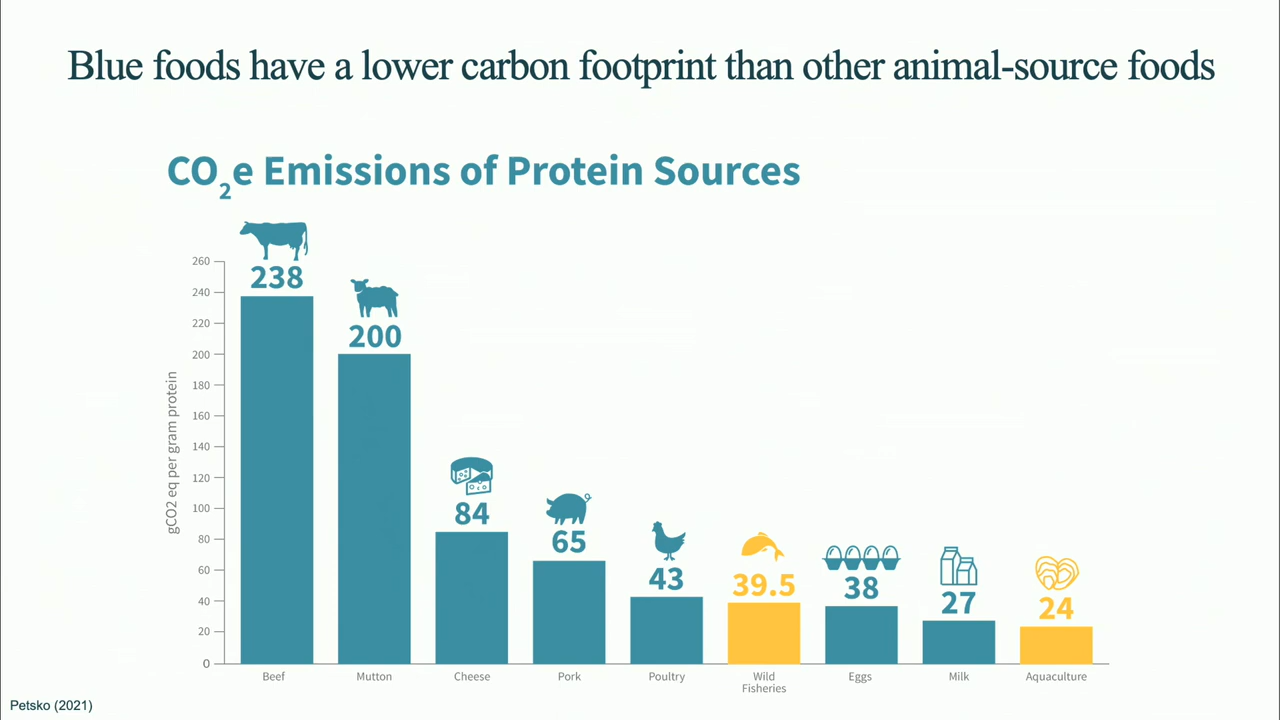 Blue foods have a lower carbon footprint than other animal-source foods
CO2e Emissions of Protein Sources
gCO2 eq per gram protein
260
240
220
200
180
160
140
120
100
80
60
40
20
0
238
200
84
65
43
39.5
38
27
24
Beef
Mutton
Cheese
Pork
Poultry
Wild
Fisheries
Eggs
Milk
Aquaculture
Petsko (2021)